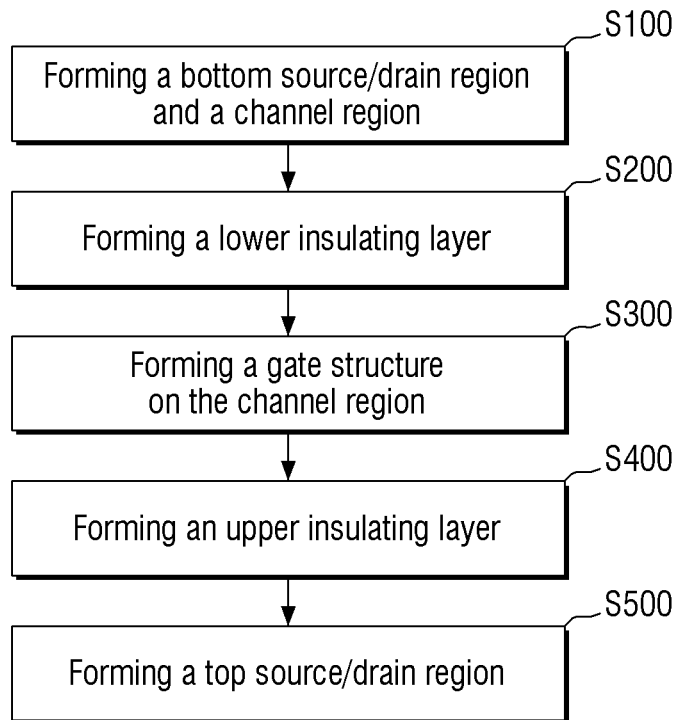 S100
Forming a bottom source/drain region
and a channel region
S200
Forming a lower insulating layer
S300
Forming a gate structure
on the channel region
S400
Forming an upper insulating layer
S500
Forming a top source/drain region